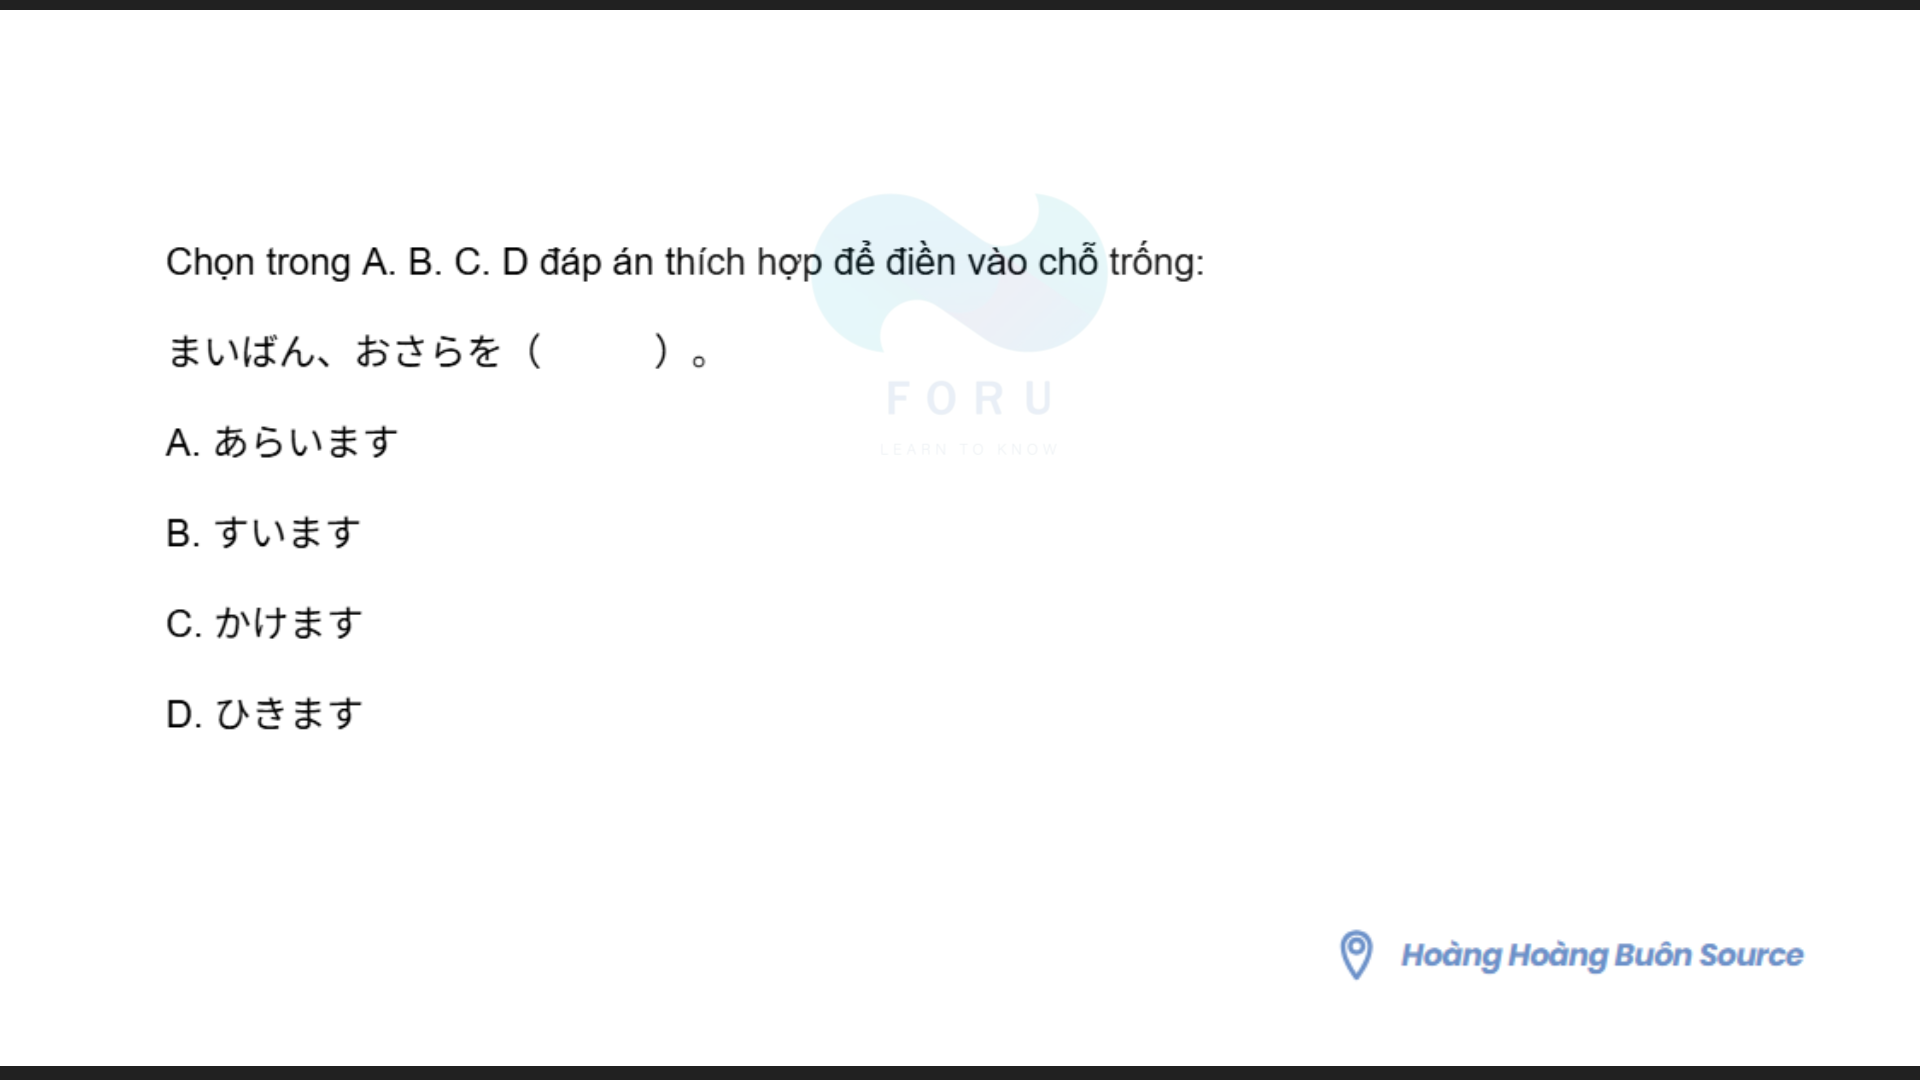 Chọn trong A. B. C. D đáp án thích hợp để điền vào chỗ trống:
まいばん、おさらを（　　　）。
A. あらいます
B. すいます
C. かけます
D. ひきます
FORU
LEARN TO KNOW
Hoàng Hoàng Buôn Source